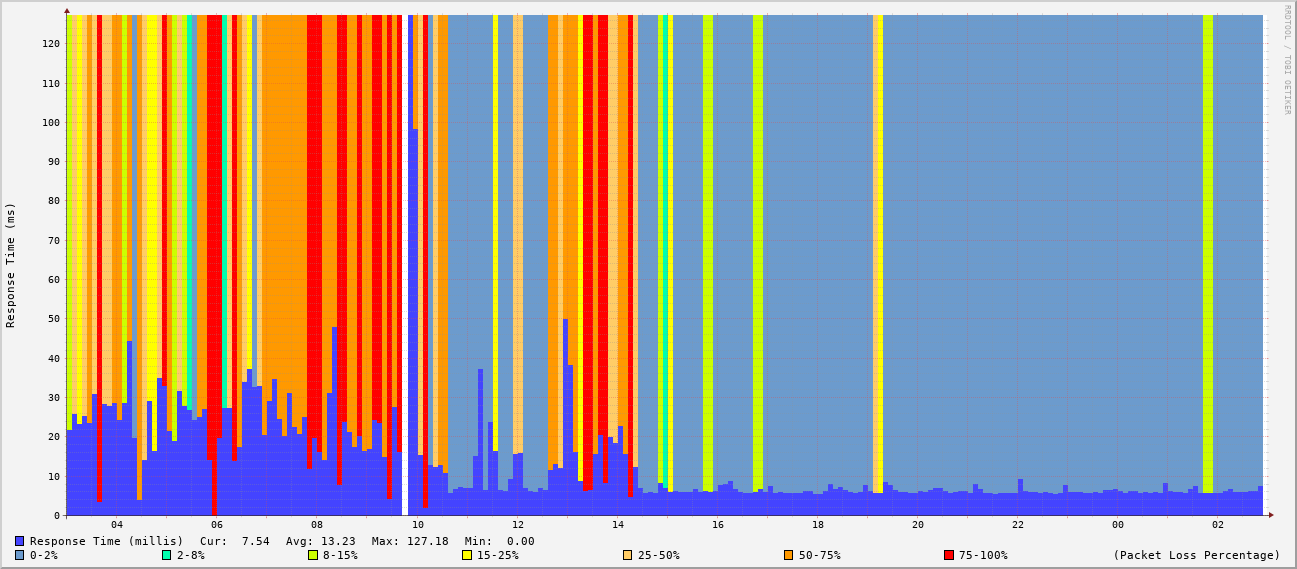 RRDTOOL / TOBI OETIKER
Response Time (ms)
120
110
100
90
80
70
60
50
40
30
20
10
0
04 06 08 10 12 14 16 18 20 22 00 02
Response Time (millis) Cur: 7.54 Avg: 13.23 Max: 127.18 Min: 0.00
0-2% 2-8% 8-15% 15-25% 25-50% 50-75% 75-100% (Packet Loss Percentage)